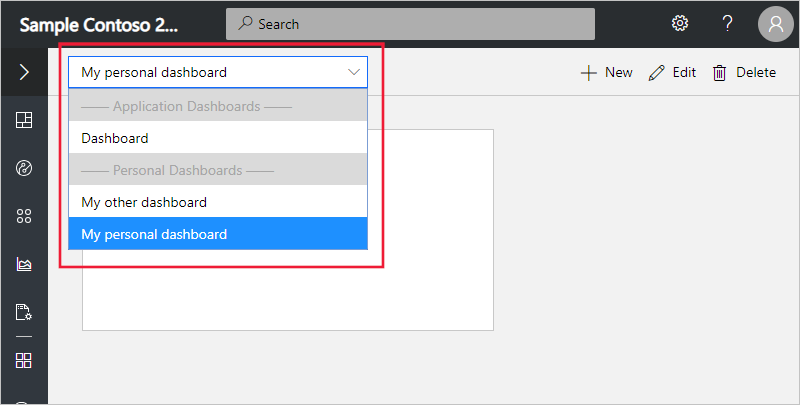 Sample Contoso 2...
Search
?
My personal dashboard
New
Edit
Delete
—— Application Dashboards ——
Dashboard
—— Personal Dashboards ——
My other dashboard
My personal dashboard